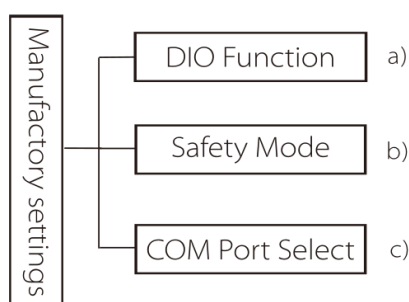 Manufactory settings
DIO Function a)
Safety Mode b)
COM Port Select c)